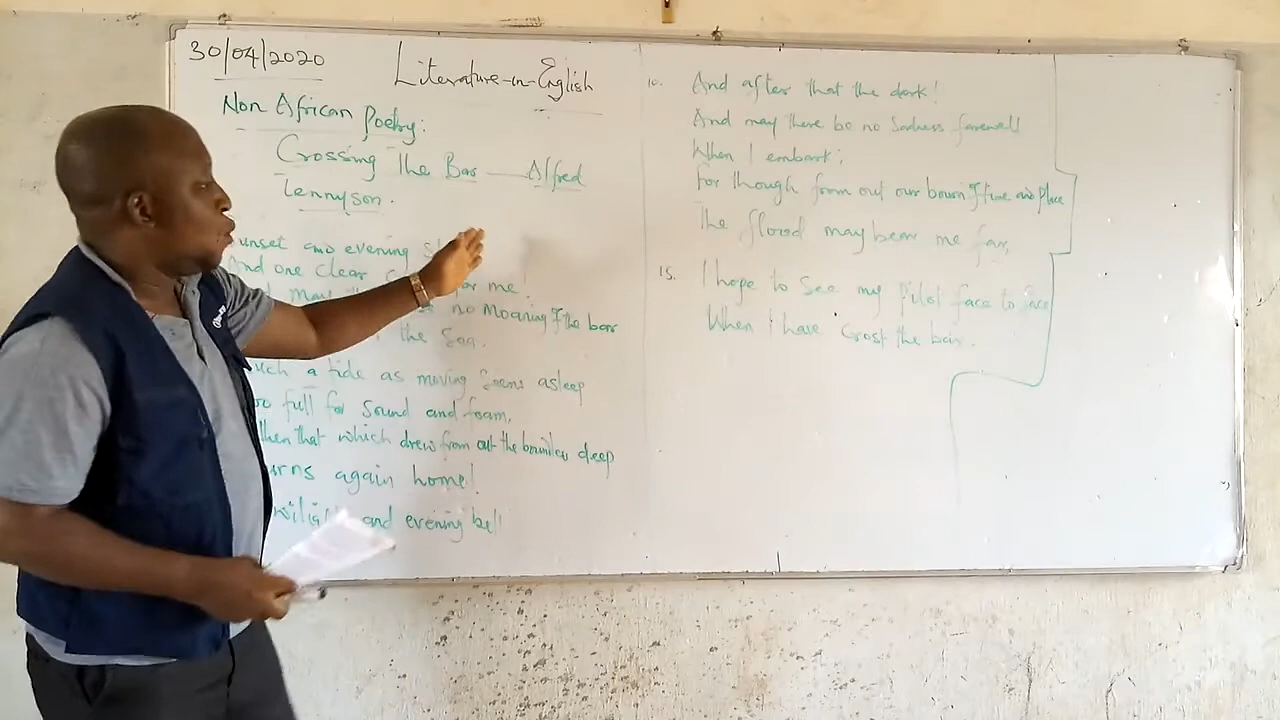 30/04/2020
Literature-in-English
Non African Poetry:
Crossing The Bar — Alfred
Tennyson.
unset and evening
And one clear for me
may no Moaning of the bar
the Sea.
uch a tide as moving Seems asleep
oo full for Sound and foam,
hen that which drew from out the boundless deep
urns again home!
wilight and evening bell
10. And after that the dark!
And may there be no Sadness farewell
When I embark;
For though from out our bourn of time and Place
The flood may bear me far,
15. I hope to See my Pilot face to face
When I have Crost the bar.